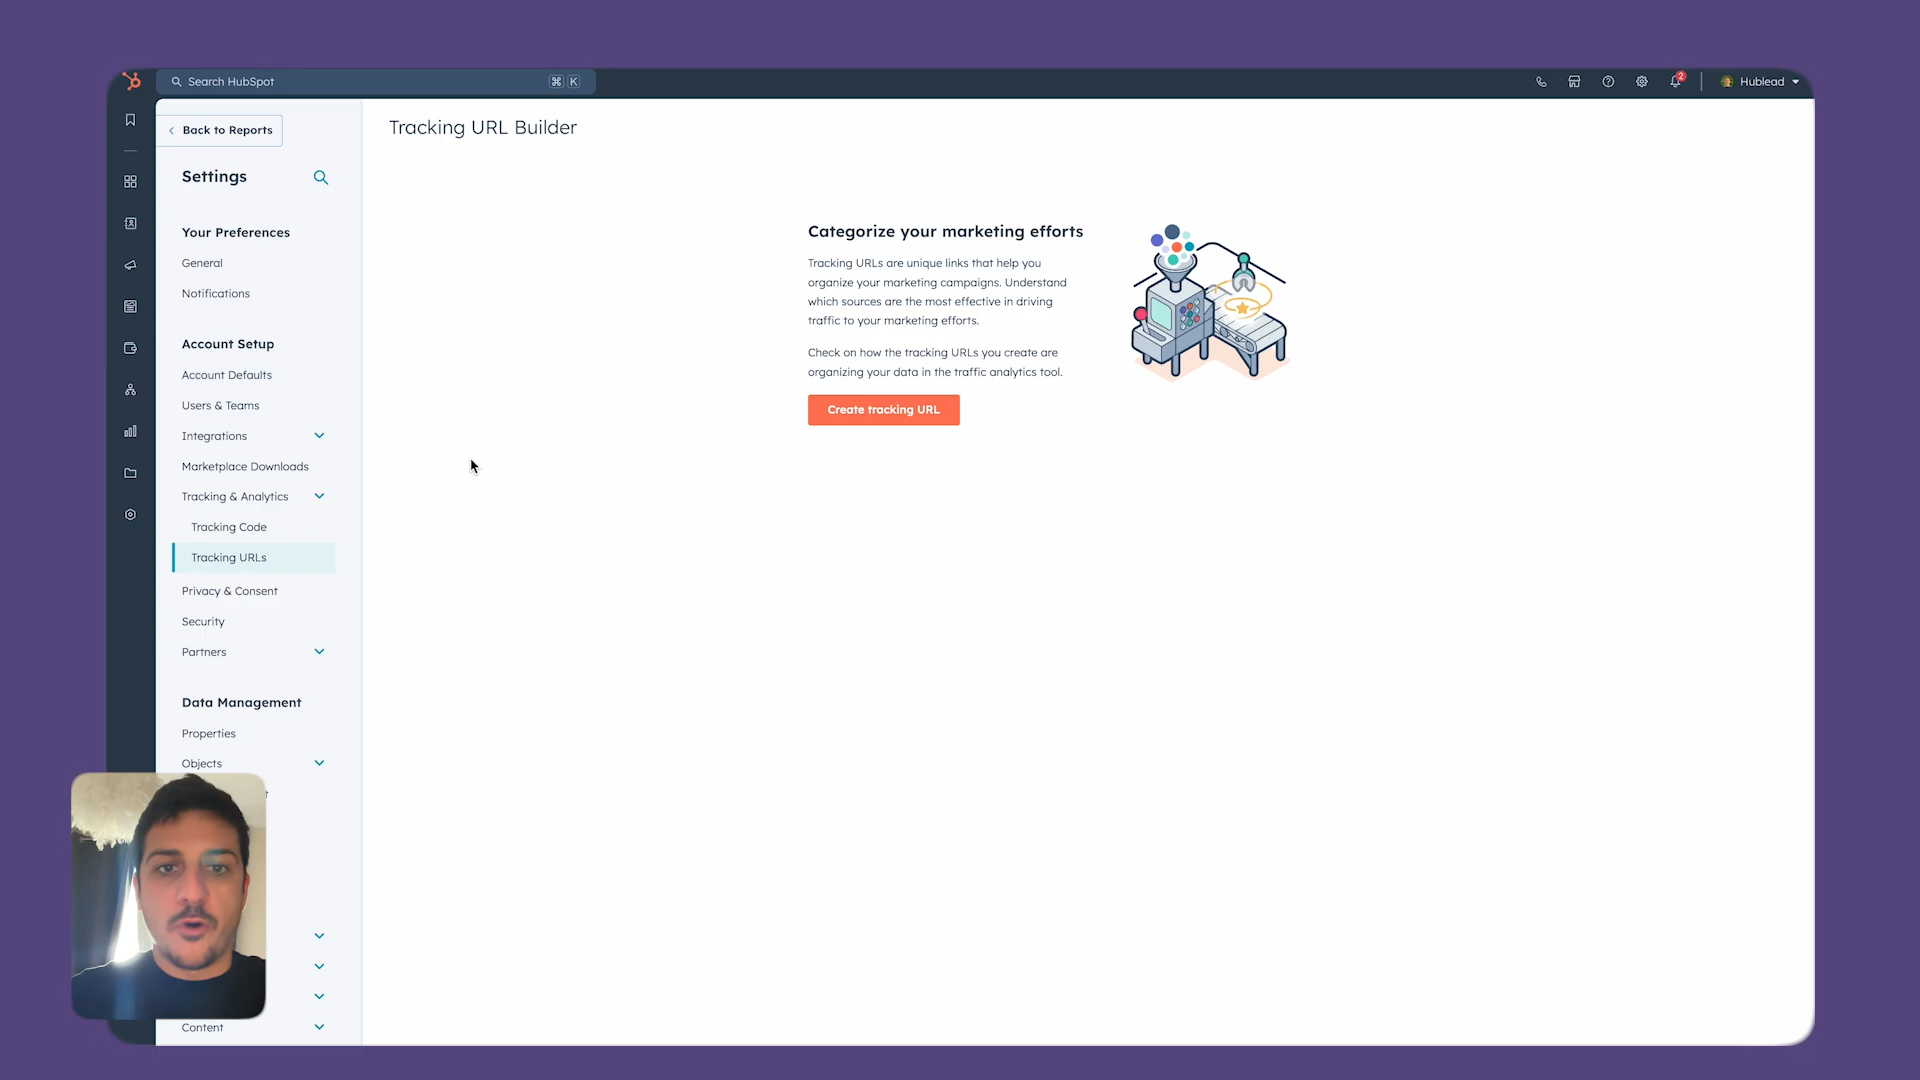 Search HubSpot
⌘ K
2
Hublead
Back to Reports
Settings
Your Preferences
General
Notifications
Account Setup
Account Defaults
Users & Teams
Integrations
Marketplace Downloads
Tracking & Analytics
Tracking Code
Tracking URLs
Privacy & Consent
Security
Partners
Data Management
Properties
Objects
Content
Tracking URL Builder
Categorize your marketing efforts
Tracking URLs are unique links that help you
organize your marketing campaigns. Understand
which sources are the most effective in driving
traffic to your marketing efforts.
Check on how the tracking URLs you create are
organizing your data in the traffic analytics tool.
Create tracking URL